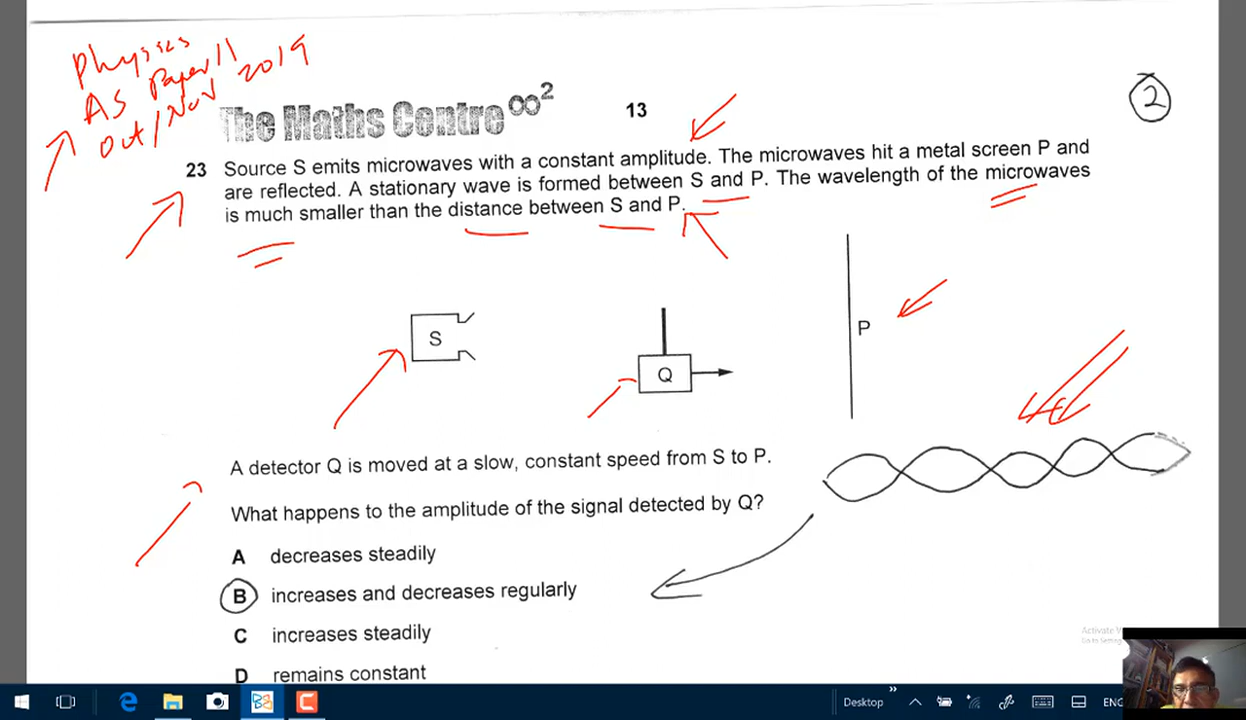 Physics
AS Paper 11
Oct/Nov 2019
The Maths Centre ∞²
13
2
23 Source S emits microwaves with a constant amplitude. The microwaves hit a metal screen P and
are reflected. A stationary wave is formed between S and P. The wavelength of the microwaves
is much smaller than the distance between S and P.
S
Q
P
A detector Q is moved at a slow, constant speed from S to P.
What happens to the amplitude of the signal detected by Q?
A decreases steadily
B increases and decreases regularly
C increases steadily
D remains constant
Activate
Go to Setting
Desktop
ENG